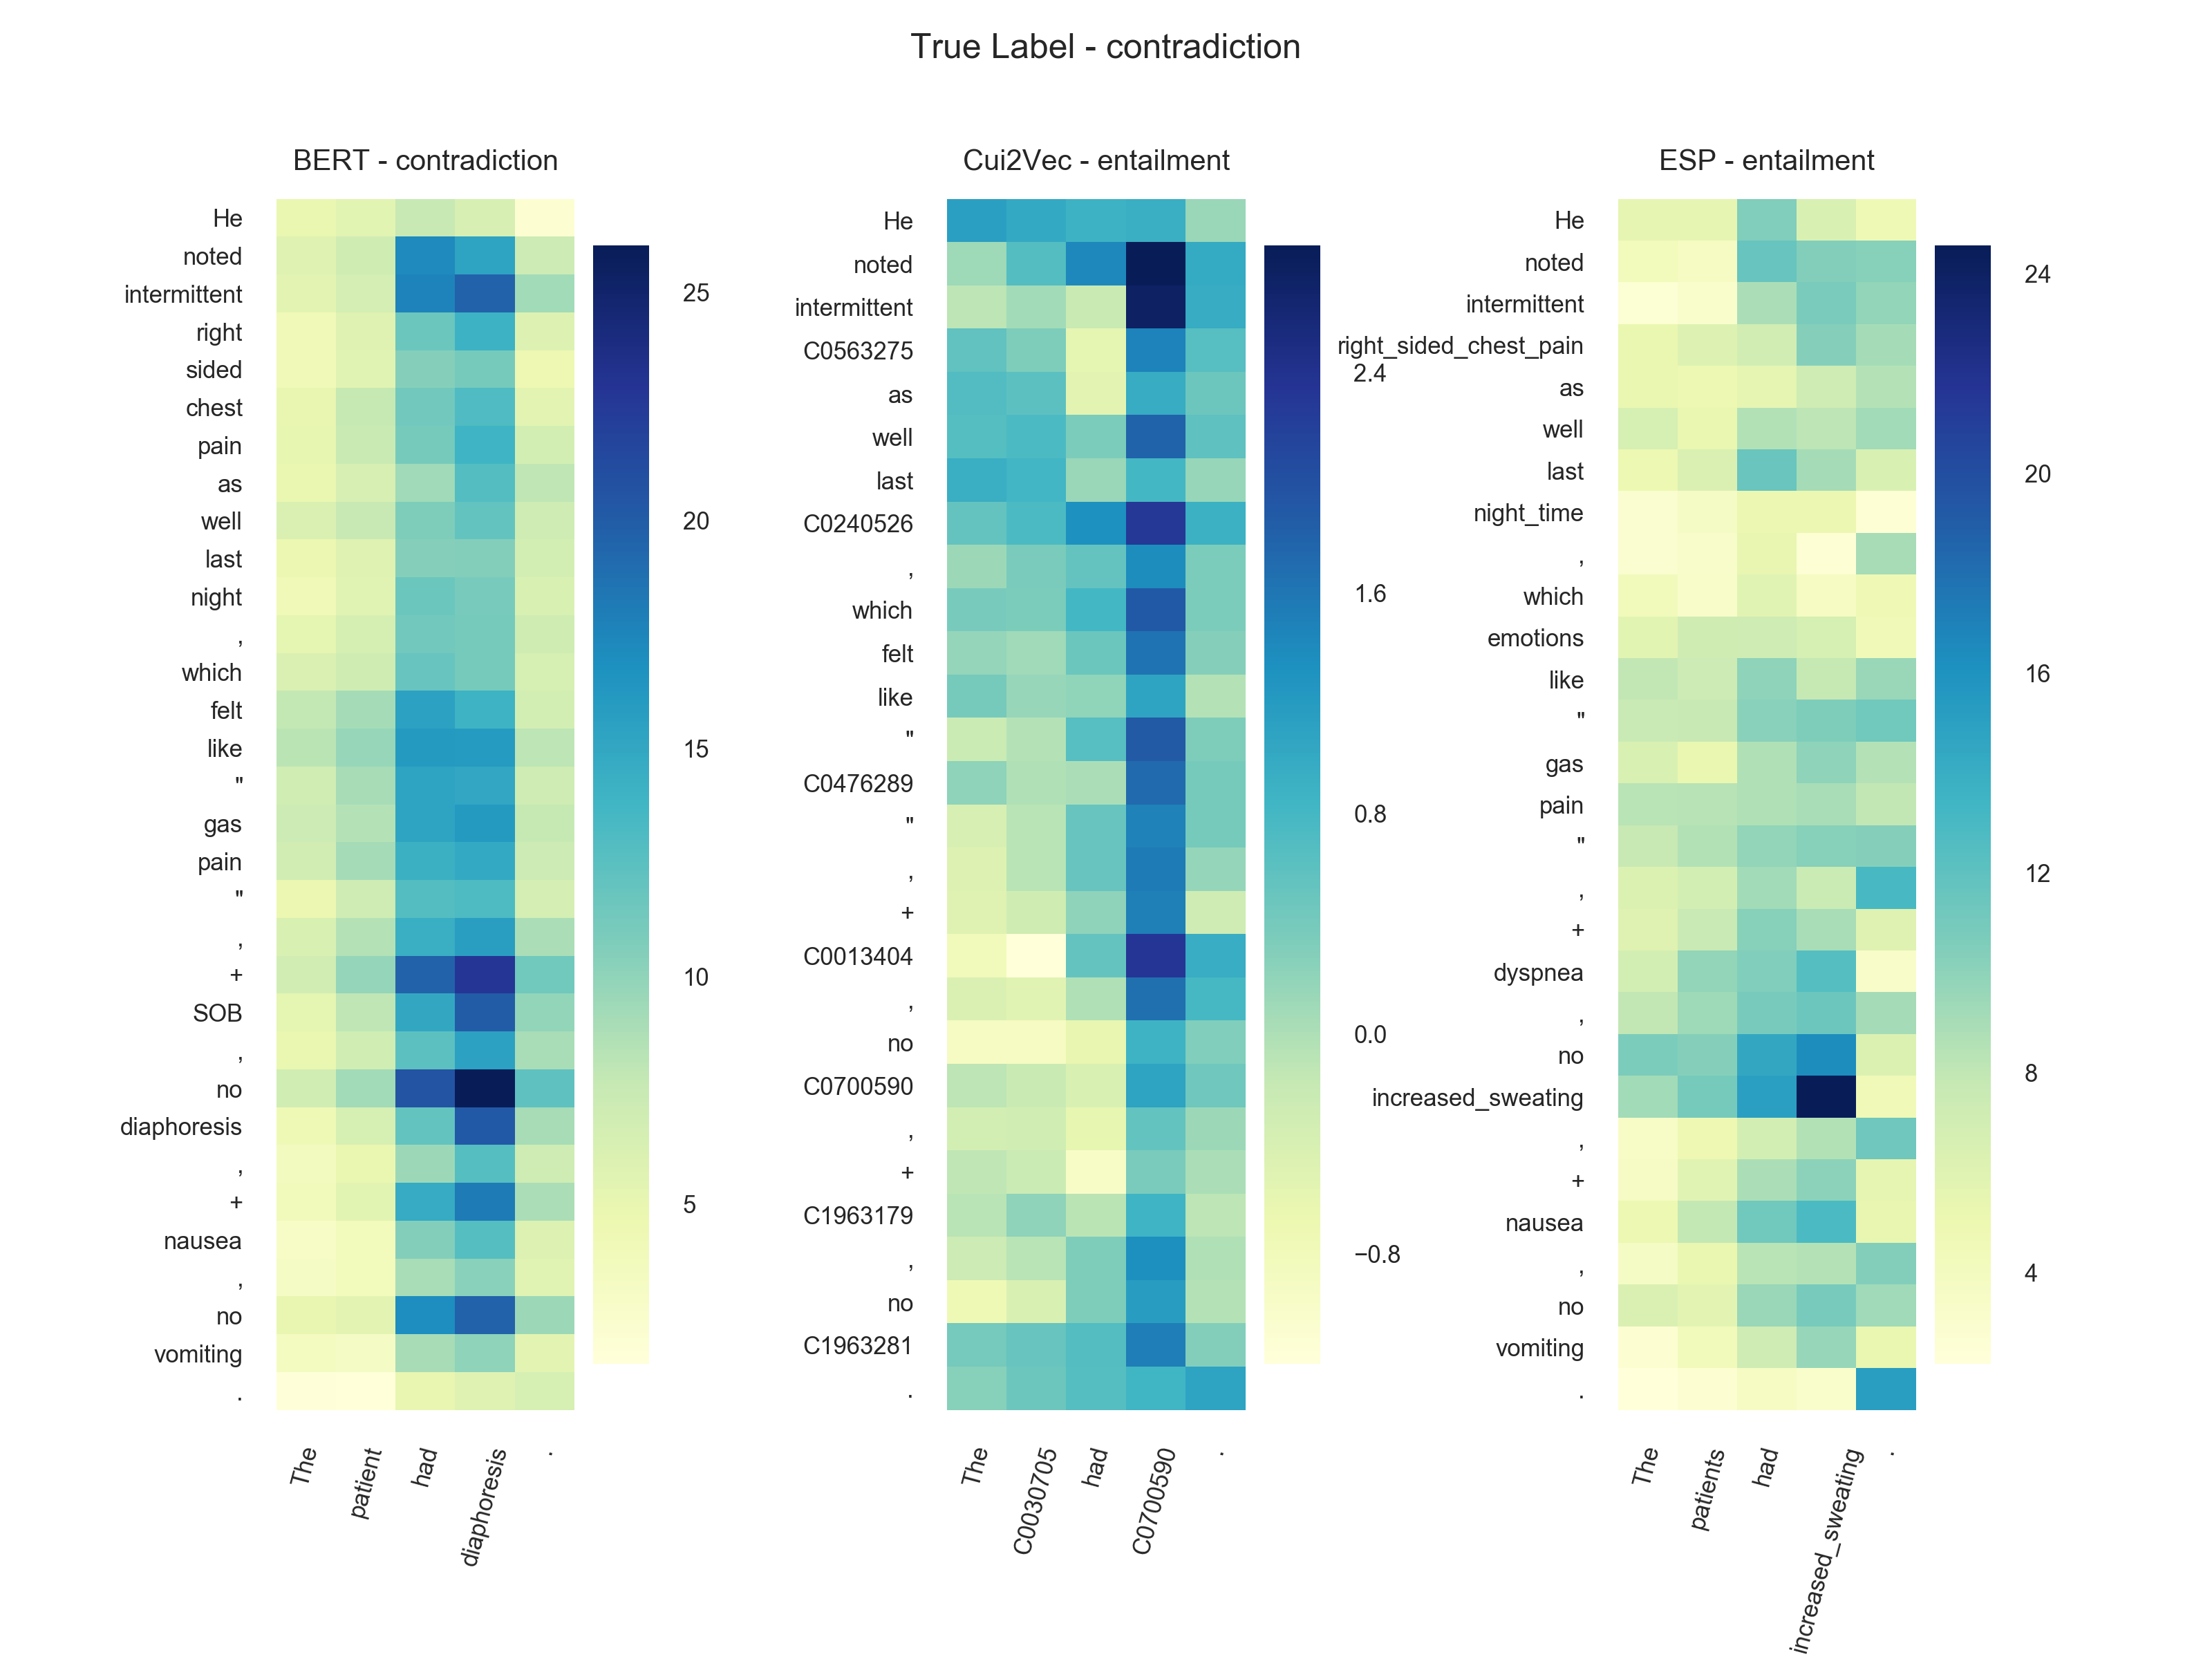 True Label - contradiction
BERT - contradiction
He
noted
intermittent
right
sided
chest
pain
as
well
last
night
,
which
felt
like
"
gas
pain
"
,
+
SOB
,
no
diaphoresis
,
+
nausea
,
no
vomiting
.
The
patient
had
diaphoresis
.
25
20
15
10
5
Cui2Vec - entailment
He
noted
intermittent
C0563275
as
well
last
C0240526
,
which
felt
like
"
C0476289
"
,
+
C0013404
,
no
C0700590
,
+
C1963179
,
no
C1963281
.
The
C0030705
had
C0700590
.
2.4
1.6
0.8
0.0
−0.8
ESP - entailment
He
noted
intermittent
right_sided_chest_pain
as
well
last
night_time
,
which
emotions
like
"
gas
pain
"
,
+
dyspnea
,
no
increased_sweating
,
+
nausea
,
no
vomiting
.
The
patients
had
increased_sweating
.
24
20
16
12
8
4